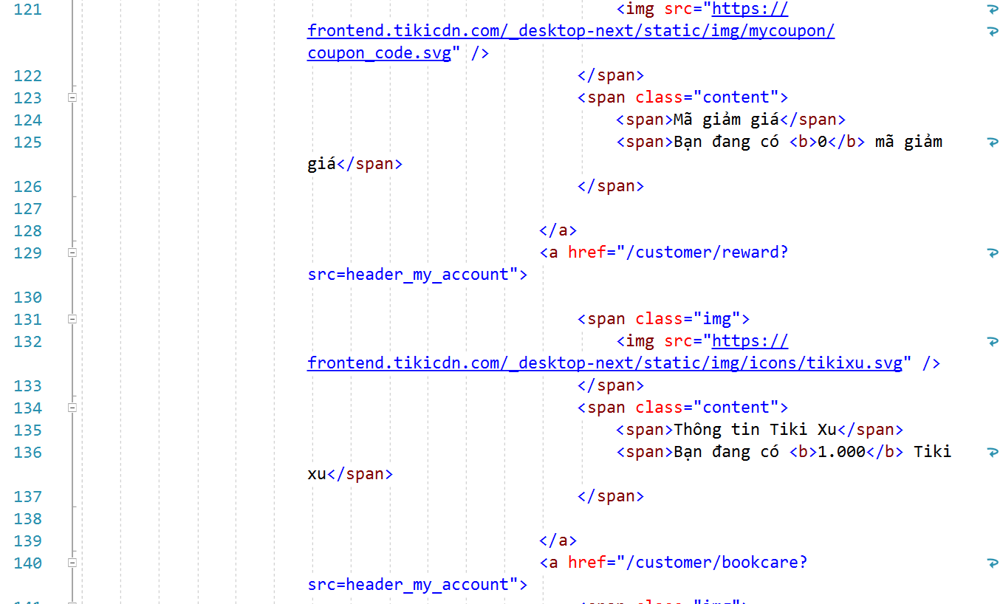 121 <img src="https://
frontend.tikicdn.com/_desktop-next/static/img/mycoupon/
coupon_code.svg" />
122 </span>
123 <span class="content">
124 <span>Mã giảm giá</span>
125 <span>Bạn đang có <b>0</b> mã giảm
giá</span>
126 </span>
127
128 </a>
129 <a href="/customer/reward?
src=header_my_account">
130
131 <span class="img">
132 <img src="https://
frontend.tikicdn.com/_desktop-next/static/img/icons/tikixu.svg" />
133 </span>
134 <span class="content">
135 <span>Thông tin Tiki Xu</span>
136 <span>Bạn đang có <b>1.000</b> Tiki
xu</span>
137 </span>
138
139 </a>
140 <a href="/customer/bookcare?
src=header_my_account">
141 <span class="img">